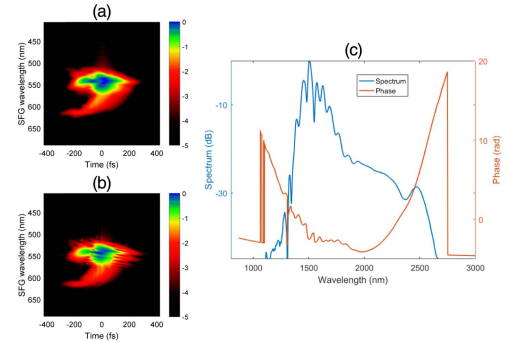 (a)
450
500
550
600
650
SFG wavelength (nm)
-400 -200 0 200 400
Time (fs)
0
-1
-2
-3
-4
-5
(b)
450
500
550
600
650
SFG wavelength (nm)
-400 -200 0 200 400
Time (fs)
0
-1
-2
-3
-4
-5
(c)
Spectrum
Phase
-10
-30
Spectrum (dB)
20
10
0
Phase (rad)
1000 1500 2000 2500 3000
Wavelength (nm)